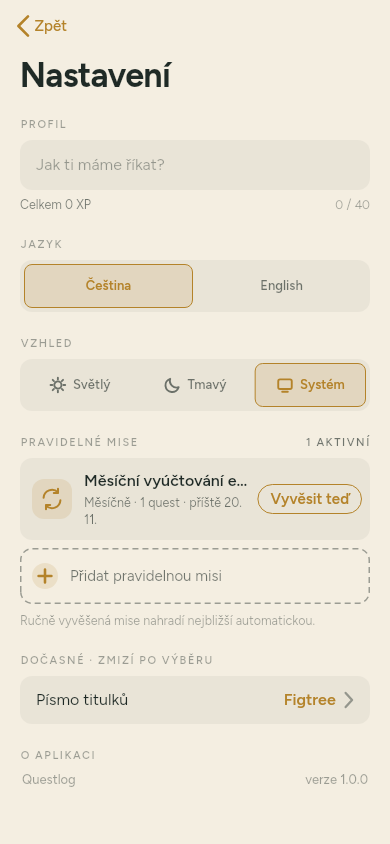 Zpět
Nastavení
PROFIL
Jak ti máme říkat?
Celkem 0 XP
0 / 40
JAZYK
Čeština
English
VZHLED
Světlý
Tmavý
Systém
PRAVIDELNÉ MISE
1 AKTIVNÍ
Měsíční vyúčtování e...
Měsíčně · 1 quest · příště 20.
11.
Vyvěsit teď
Přidat pravidelnou misi
Ručně vyvěšená mise nahradí nejbližší automatickou.
DOČASNÉ · ZMIZÍ PO VÝBĚRU
Písmo titulků
Figtree
O APLIKACI
Questlog
verze 1.0.0